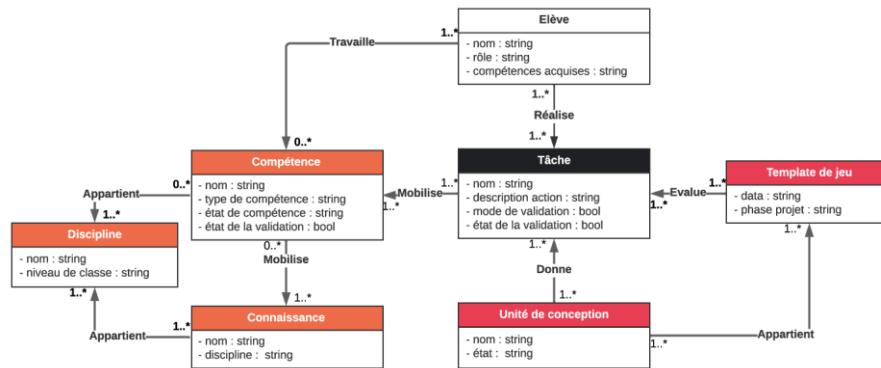 Elève
- nom : string
- rôle : string
- compétences acquises : string
1..*
Travaille
0..*
1..*
Réalise
1..*
Compétence
- nom : string
- type de compétence : string
- état de compétence : string
- état de la validation : bool
Tâche
- nom : string
- description action : string
- mode de validation : bool
- état de la validation : bool
Template de jeu
- data : string
- phase projet : string
1..*
Mobilise
1..*
1..*
Evalue
1..*
0..*
Appartient
1..*
Discipline
- nom : string
- niveau de classe : string
0..*
Mobilise
1..*
1..*
Donne
1..*
1..*
Appartient
1..*
Connaissance
- nom : string
- discipline : string
Unité de conception
- nom : string
- état : string
1..*
Appartient
1..*